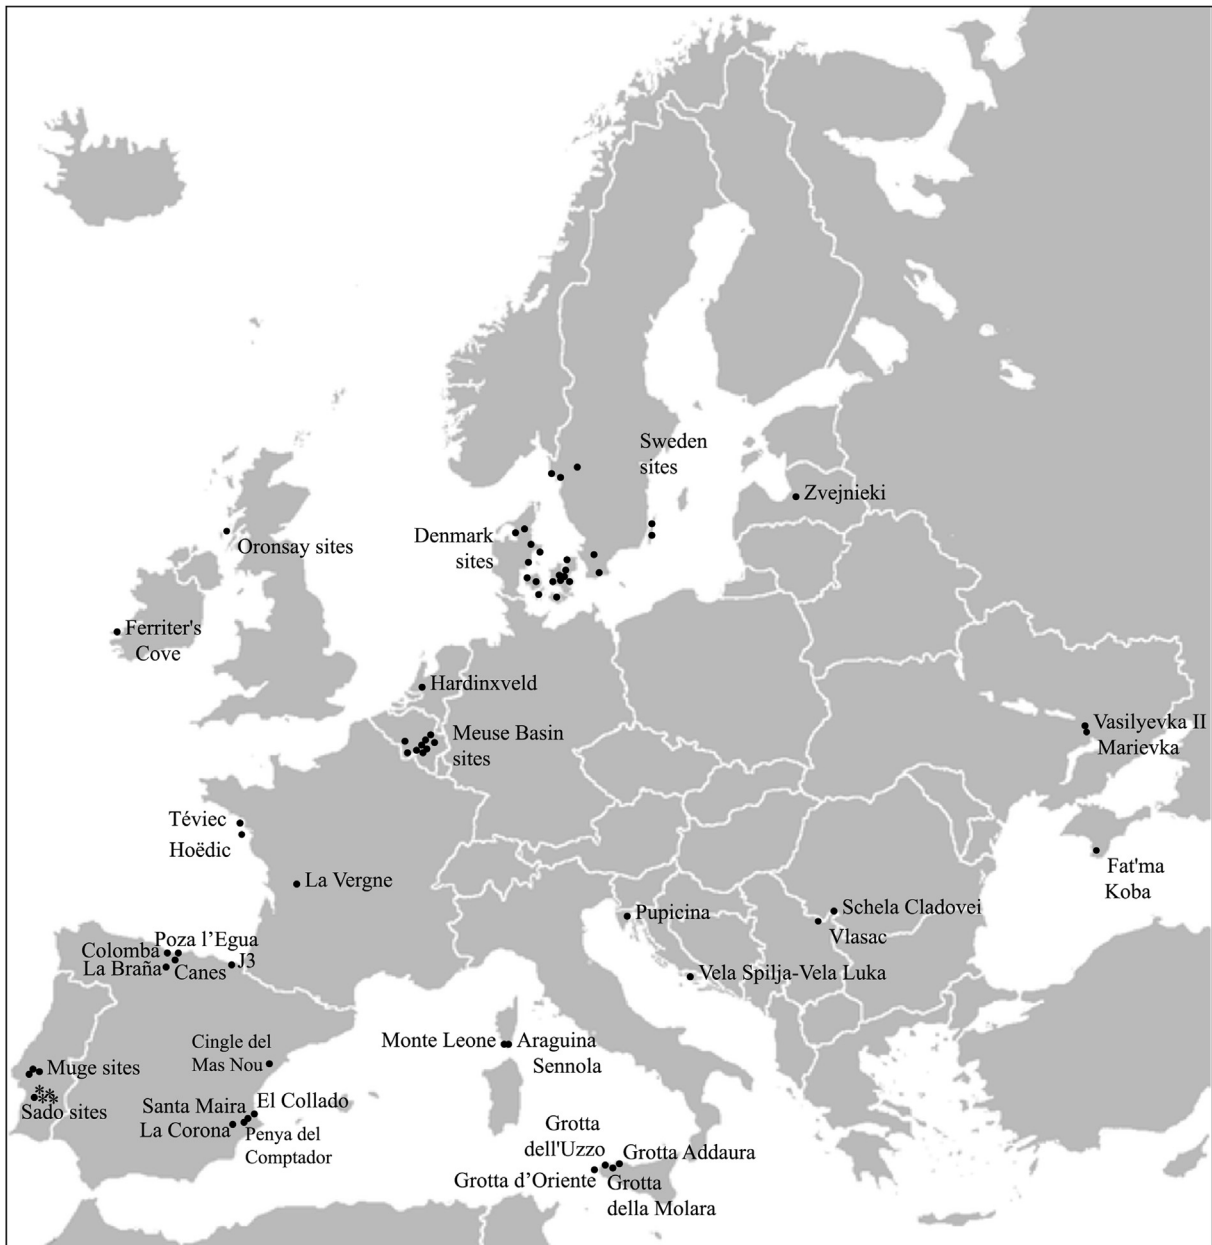 Sweden
sites
Zvejnieki
Denmark
sites
Oronsay sites
Ferriter's
Cove
Hardinxveld
Meuse Basin
sites
Vasilyevka II
Marievka
Téviec
Hoëdic
La Vergne
Fat'ma
Koba
Pupicina
Schela Cladovei
Vlasac
Poza l’Egua
Colomba
La Braña
Canes
J3
Vela Spilja-Vela Luka
Cingle del
Mas Nou
Monte Leone
Araguina
Sennola
Muge sites
Sado sites
Santa Maira
El Collado
La Corona
Penya del
Comptador
Grotta
dell'Uzzo
Grotta Addaura
Grotta d’Oriente
Grotta
della Molara